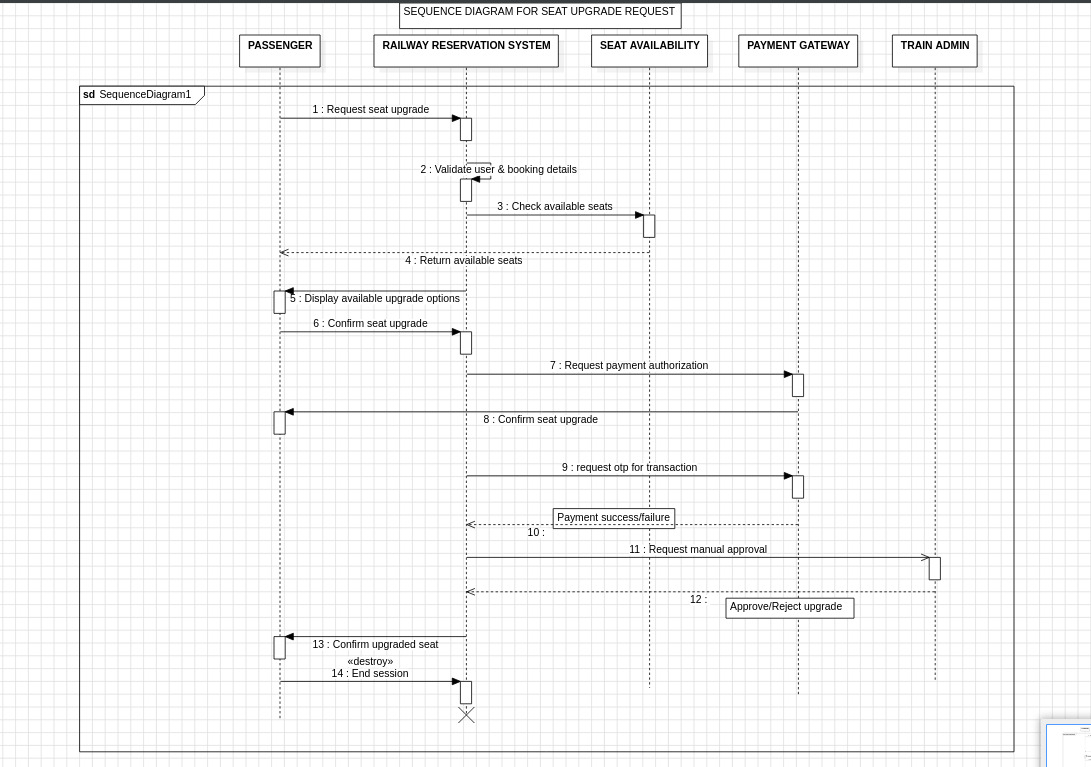 SEQUENCE DIAGRAM FOR SEAT UPGRADE REQUEST
PASSENGER
RAILWAY RESERVATION SYSTEM
SEAT AVAILABILITY
PAYMENT GATEWAY
TRAIN ADMIN
sd SequenceDiagram1
1 : Request seat upgrade
2 : Validate user & booking details
3 : Check available seats
4 : Return available seats
5 : Display available upgrade options
6 : Confirm seat upgrade
7 : Request payment authorization
8 : Confirm seat upgrade
9 : request otp for transaction
Payment success/failure
10 :
11 : Request manual approval
12 :
Approve/Reject upgrade
13 : Confirm upgraded seat
«destroy»
14 : End session